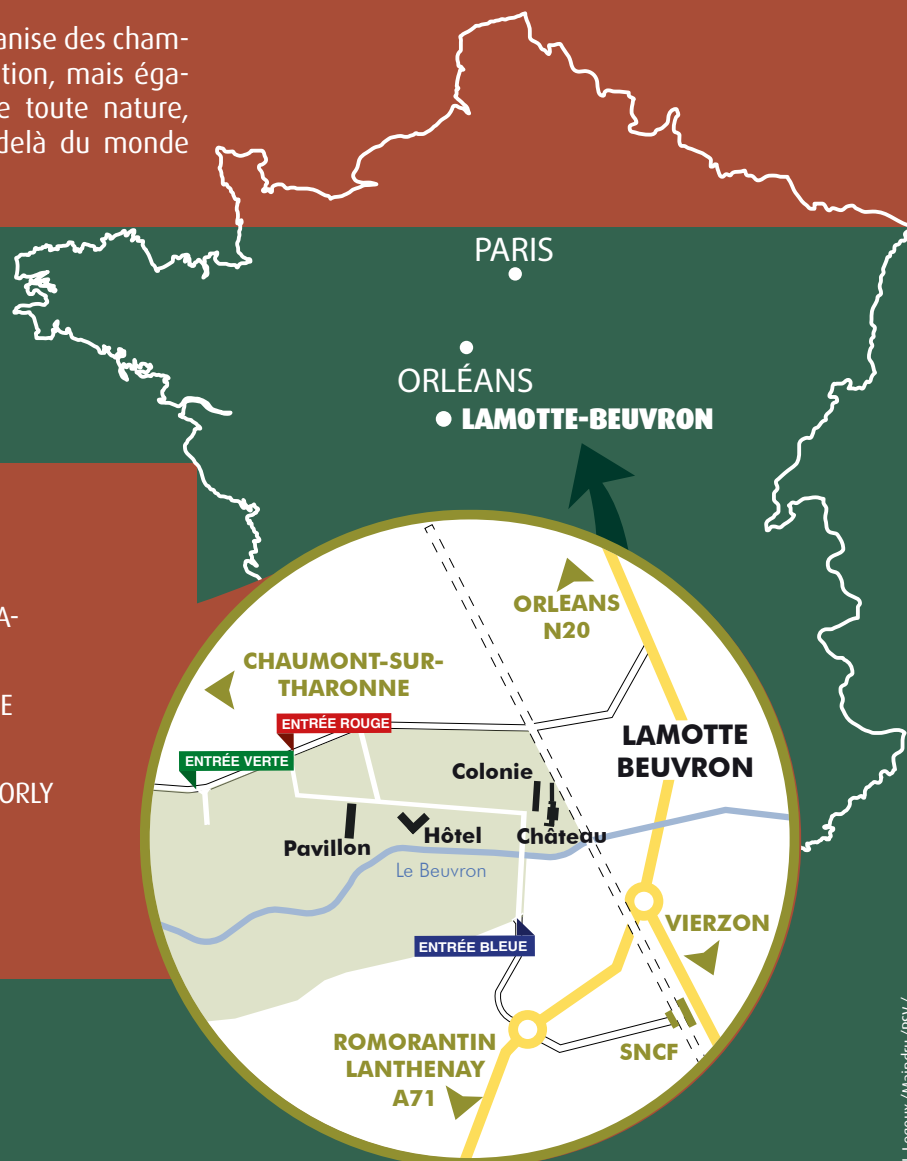 anise des cham-
tion, mais éga-
e toute nature,
delà du monde
PARIS
ORLÉANS
LAMOTTE-BEUVRON
A-
E
ORLY
ORLEANS
N20
CHAUMONT-SUR-
THARONNE
ENTRÉE ROUGE
ENTRÉE VERTE
LAMOTTE
BEUVRON
Colonie
Château
Hôtel
Pavillon
Le Beuvron
VIERZON
ENTRÉE BLEUE
ROMORANTIN
LANTHENAY
A71
SNCF